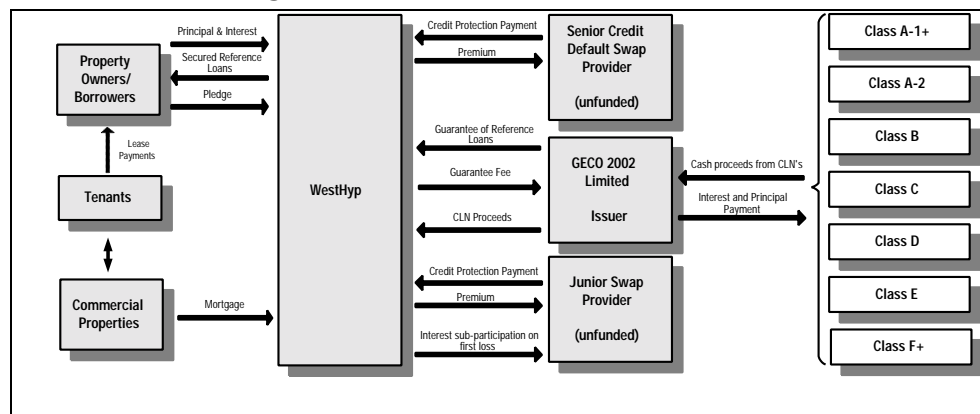 Principal & Interest
Property
Owners/
Borrowers
Secured Reference
Loans
Pledge
Lease
Payments
Tenants
Commercial
Properties
Mortgage
WestHyp
Credit Protection Payment
Premium
Senior Credit
Default Swap
Provider
(unfunded)
Guarantee of Reference
Loans
Guarantee Fee
CLN Proceeds
GECO 2002
Limited
Issuer
Credit Protection Payment
Premium
Interest sub-participation on
first loss
Junior Swap
Provider
(unfunded)
Cash proceeds from CLN's
Interest and Principal
Payment
Class A-1+
Class A-2
Class B
Class C
Class D
Class E
Class F+